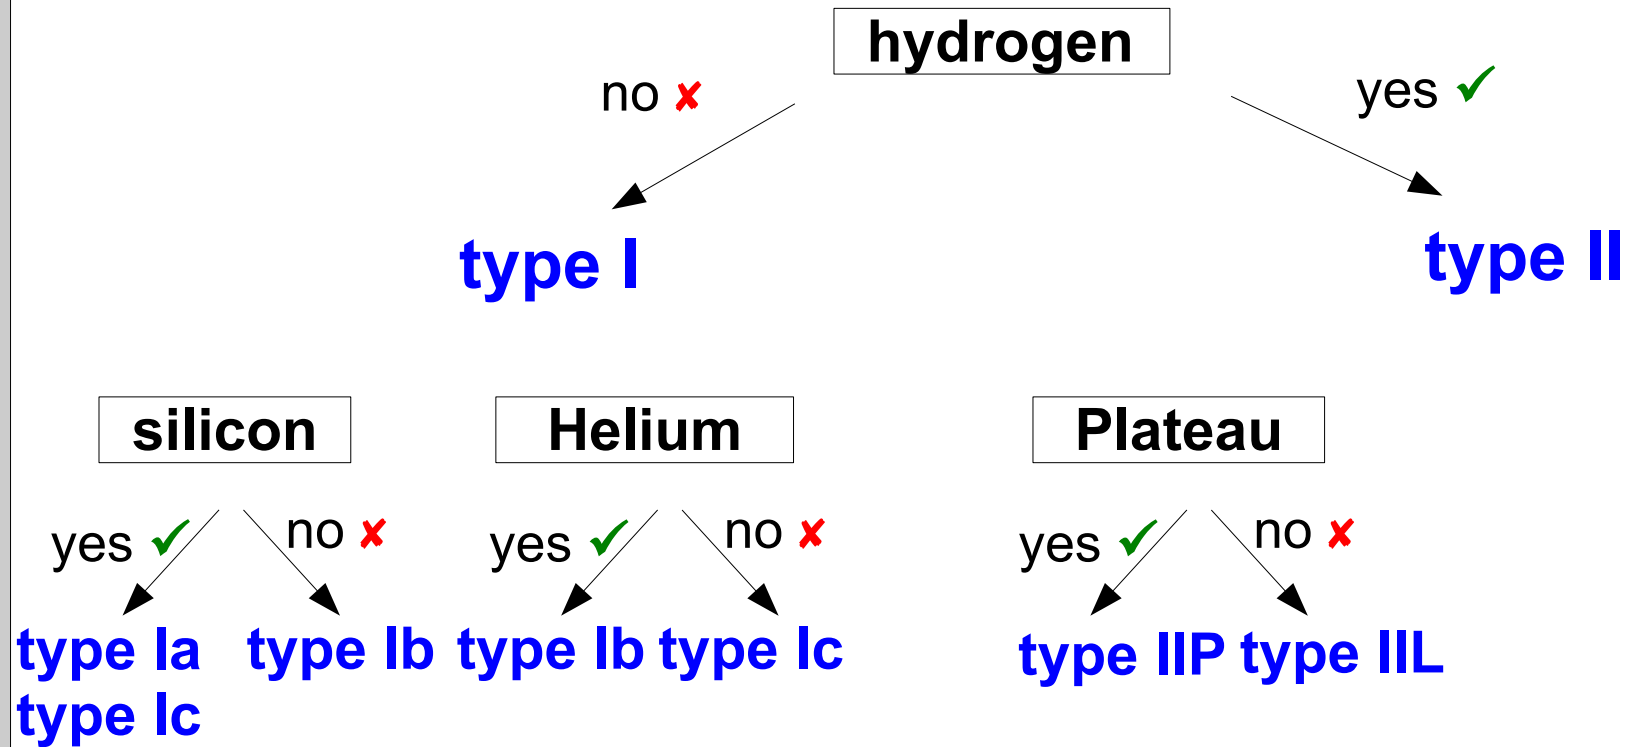 hydrogen
no ✘
yes ✓
type I
type II
silicon
Helium
Plateau
yes ✓
no ✘
yes ✓
no ✘
yes ✓
no ✘
type Ia
type Ib
type Ib
type Ic
type IIP
type IIL
type Ic